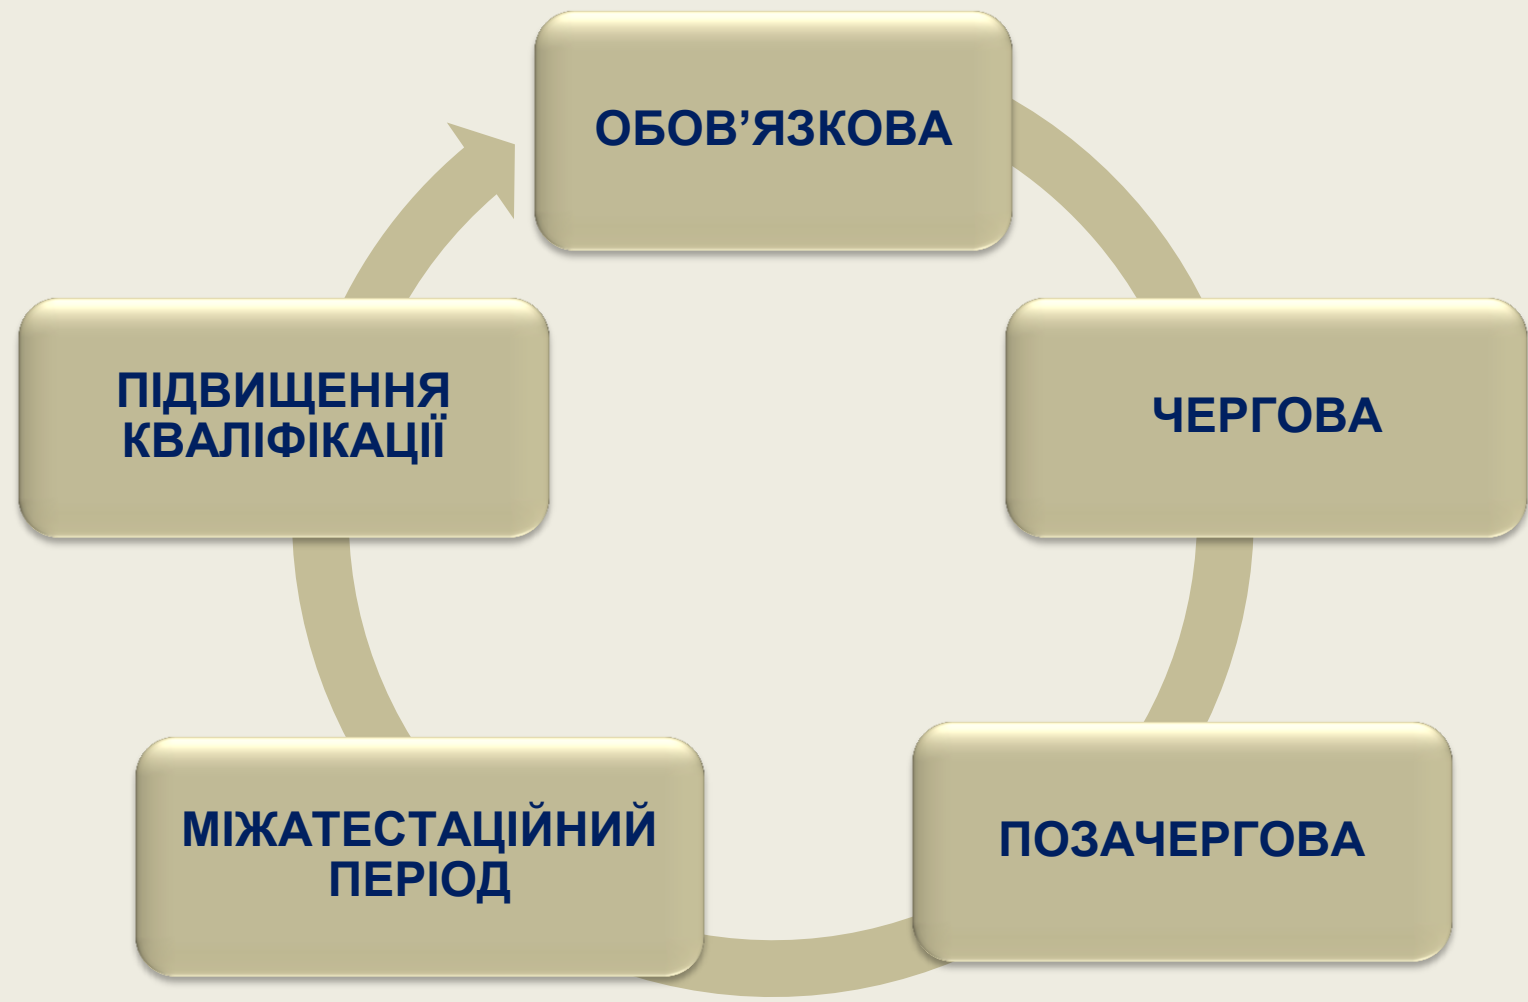 ОБОВ’ЯЗКОВА
ЧЕРГОВА
ПОЗАЧЕРГОВА
МІЖАТЕСТАЦІЙНИЙ
ПЕРІОД
ПІДВИЩЕННЯ
КВАЛІФІКАЦІЇ